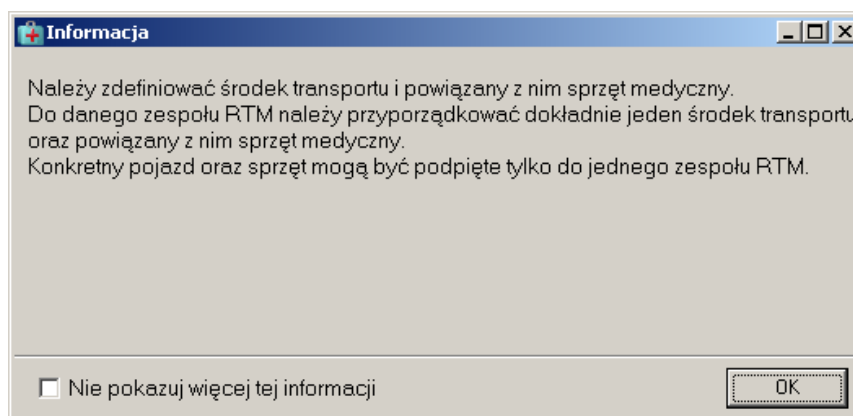 Informacja
Należy zdefiniować środek transportu i powiązany z nim sprzęt medyczny.
Do danego zespołu RTM należy przyporządkować dokładnie jeden środek transportu
oraz powiązany z nim sprzęt medyczny.
Konkretny pojazd oraz sprzęt mogą być podpięte tylko do jednego zespołu RTM.
Nie pokazuj więcej tej informacji
OK